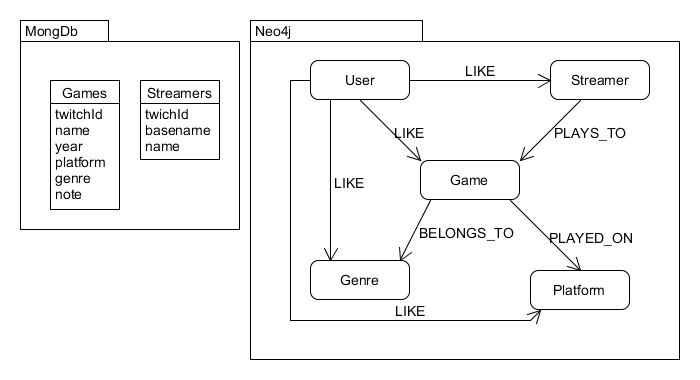 MongDb
Games
twitchId
name
year
platform
genre
note
Streamers
twichId
basename
name
Neo4j
User
LIKE
Streamer
LIKE
PLAYS_TO
LIKE
Game
BELONGS_TO
PLAYED_ON
Genre
Platform
LIKE